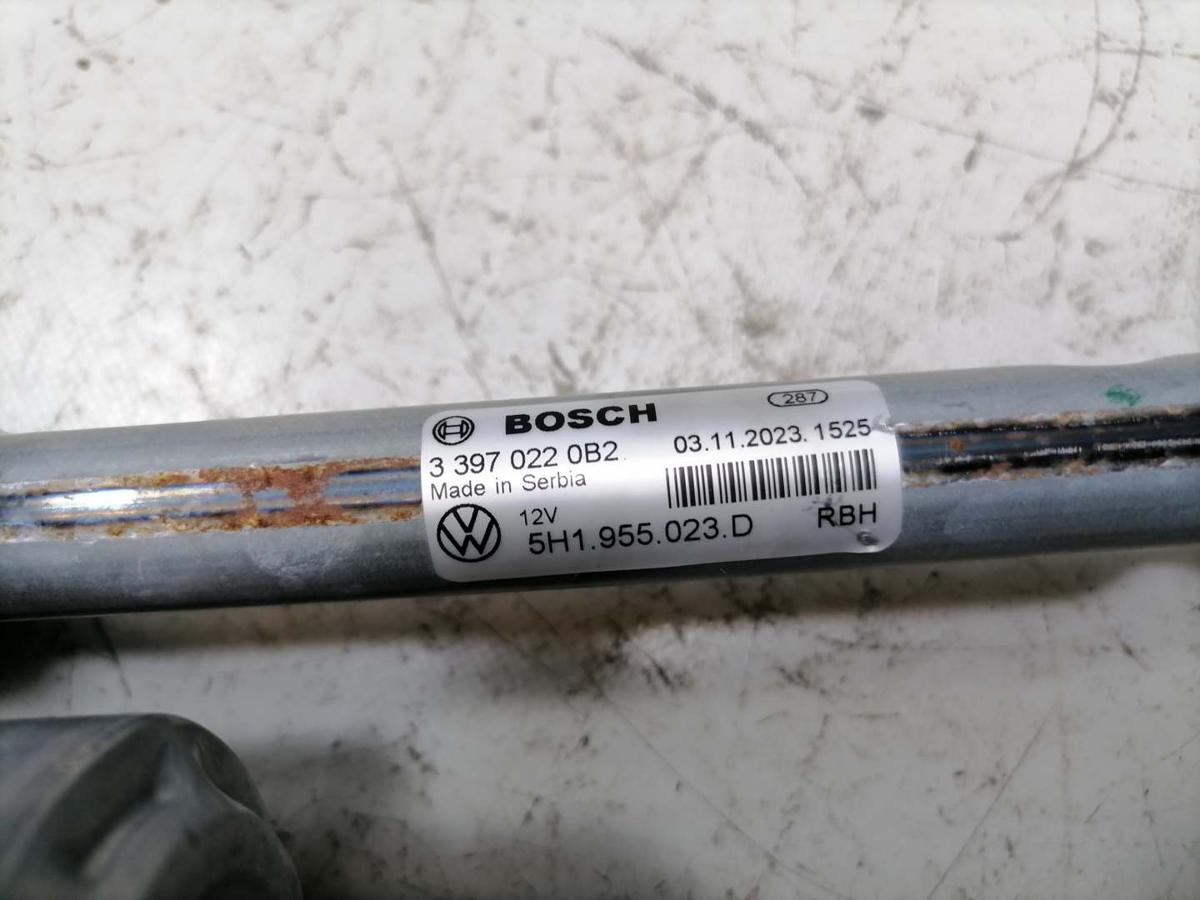 BOSCH
287
3 397 022 0B2
03.11.2023.1525
Made in Serbia
12V
5H1.955.023.D
RBH